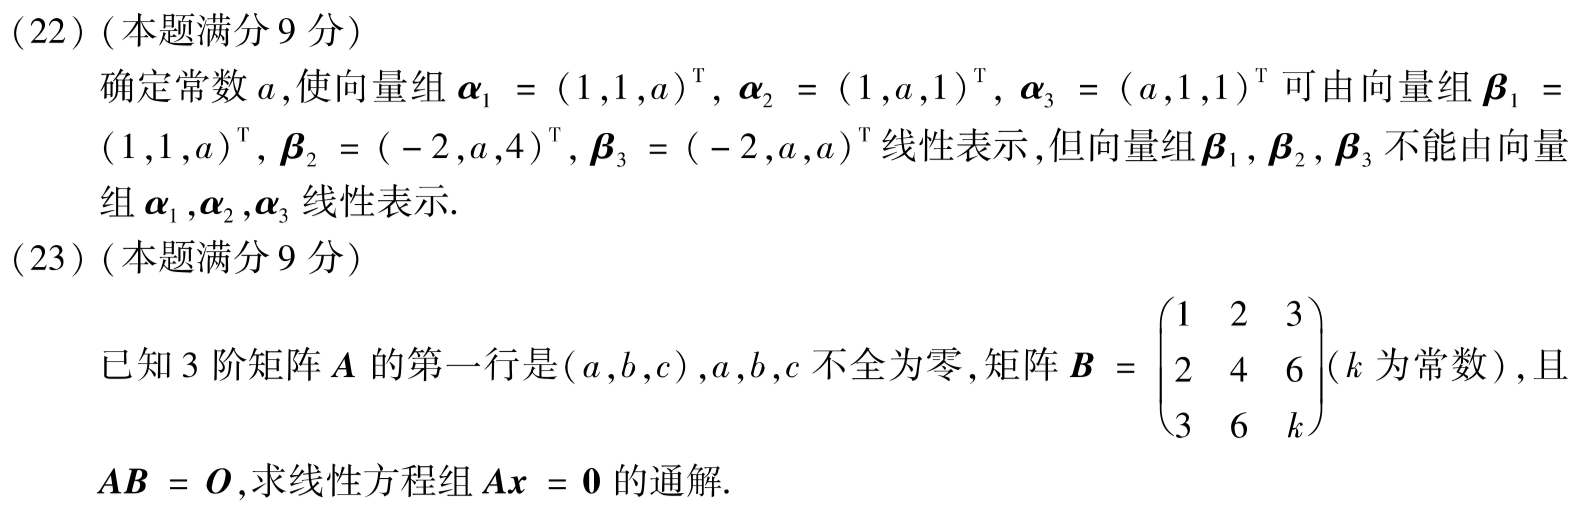 (22) (本题满分 9 分)
确定常数 a,使向量组 α₁ = (1,1,a)ᵀ, α₂ = (1,a,1)ᵀ, α₃ = (a,1,1)ᵀ 可由向量组 β₁ =
(1,1,a)ᵀ, β₂ = (-2,a,4)ᵀ, β₃ = (-2,a,a)ᵀ 线性表示,但向量组 β₁, β₂, β₃ 不能由向量
组 α₁,α₂,α₃ 线性表示.
(23) (本题满分 9 分)
已知 3 阶矩阵 A 的第一行是(a,b,c),a,b,c 不全为零,矩阵 B = (1 2 3; 2 4 6; 3 6 k) (k 为常数),且
AB = O,求线性方程组 Ax = 0 的通解.